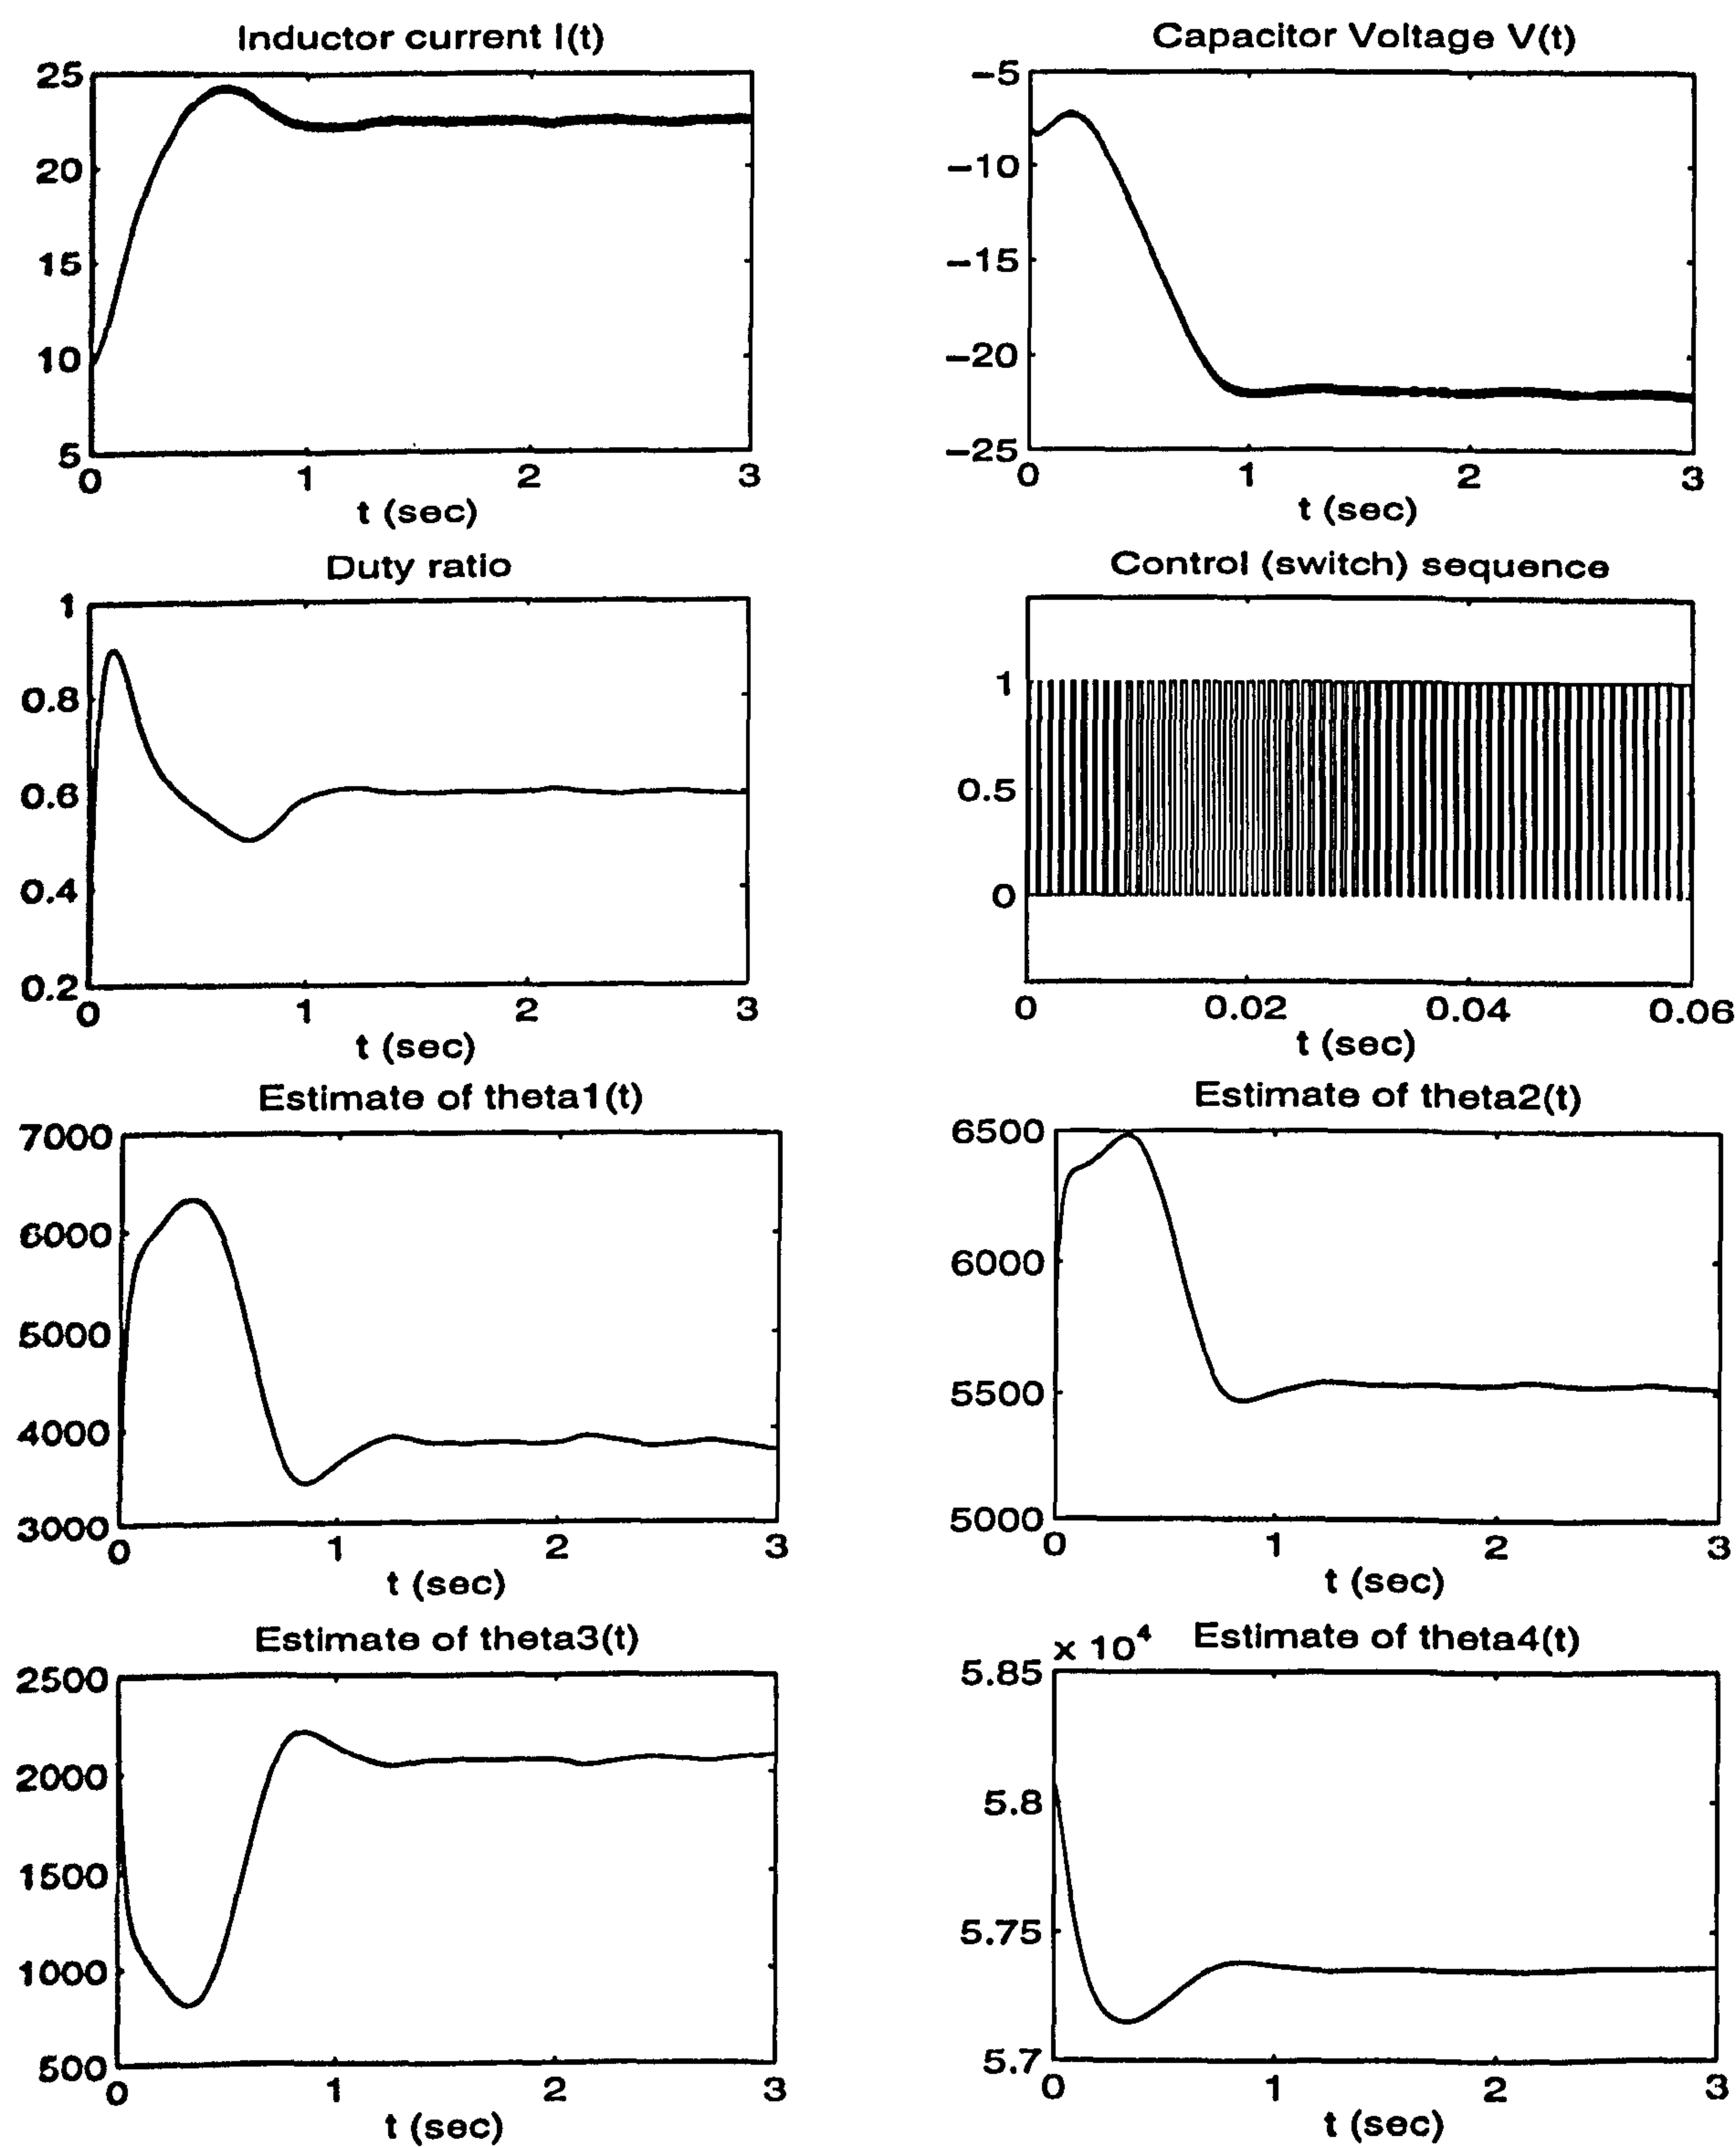 Inductor current I(t)
25
20
15
10
5
0 1 2 3
t (sec)
Capacitor Voltage V(t)
−5
−10
−15
−20
−25
0 1 2 3
t (sec)
Duty ratio
1
0.8
0.6
0.4
0.2
0 1 2 3
t (sec)
Control (switch) sequence
1
0.5
0
0 0.02 0.04 0.06
t (sec)
Estimate of theta1(t)
7000
6000
5000
4000
3000
0 1 2 3
t (sec)
Estimate of theta2(t)
6500
6000
5500
5000
0 1 2 3
t (sec)
Estimate of theta3(t)
2500
2000
1500
1000
500
0 1 2 3
t (sec)
x 10⁴ Estimate of theta4(t)
5.85
5.8
5.75
5.7
0 1 2 3
t (sec)